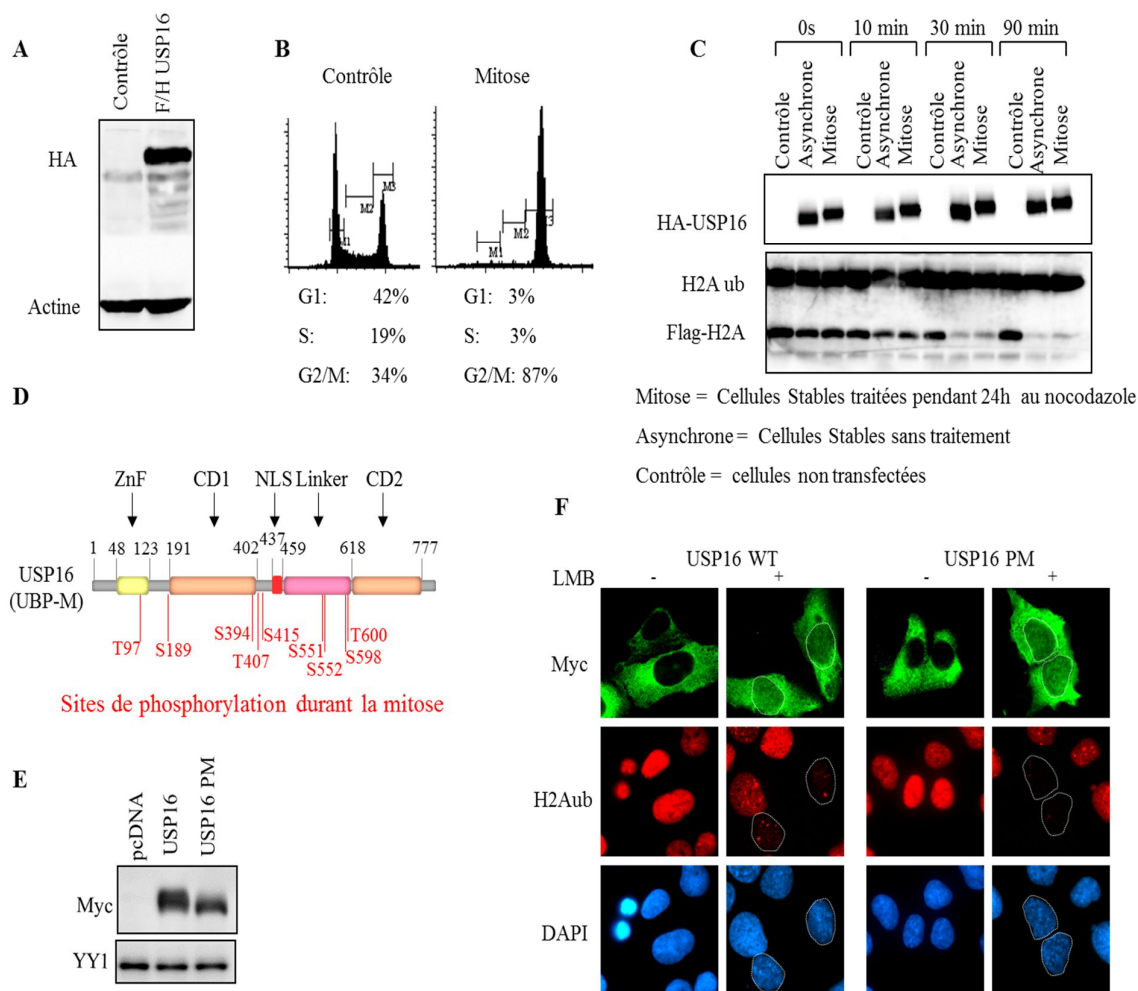 A
Contrôle
F/H USP16
HA
Actine
B
Contrôle
Mitose
M1
M2
M3
M1
M2
G1: 42%
S: 19%
G2/M: 34%
G1: 3%
S: 3%
G2/M: 87%
C
0s
10 min
30 min
90 min
Contrôle
Asynchrone
Mitose
Contrôle
Asynchrone
Mitose
Contrôle
Asynchrone
Mitose
Contrôle
Asynchrone
Mitose
HA-USP16
H2A ub
Flag-H2A
Mitose = Cellules Stables traitées pendant 24h au nocodazole
Asynchrone = Cellules Stables sans traitement
Contrôle = cellules non transfectées
D
ZnF CD1 NLS Linker CD2
1 48 123 191 402 437 459 618 777
USP16
(UBP-M)
T97 S189 S394 T407 S415 S551 S552 T600 S598
Sites de phosphorylation durant la mitose
E
pcDNA
USP16
USP16 PM
Myc
YY1
F
USP16 WT
USP16 PM
LMB - + - +
Myc
H2Aub
DAPI